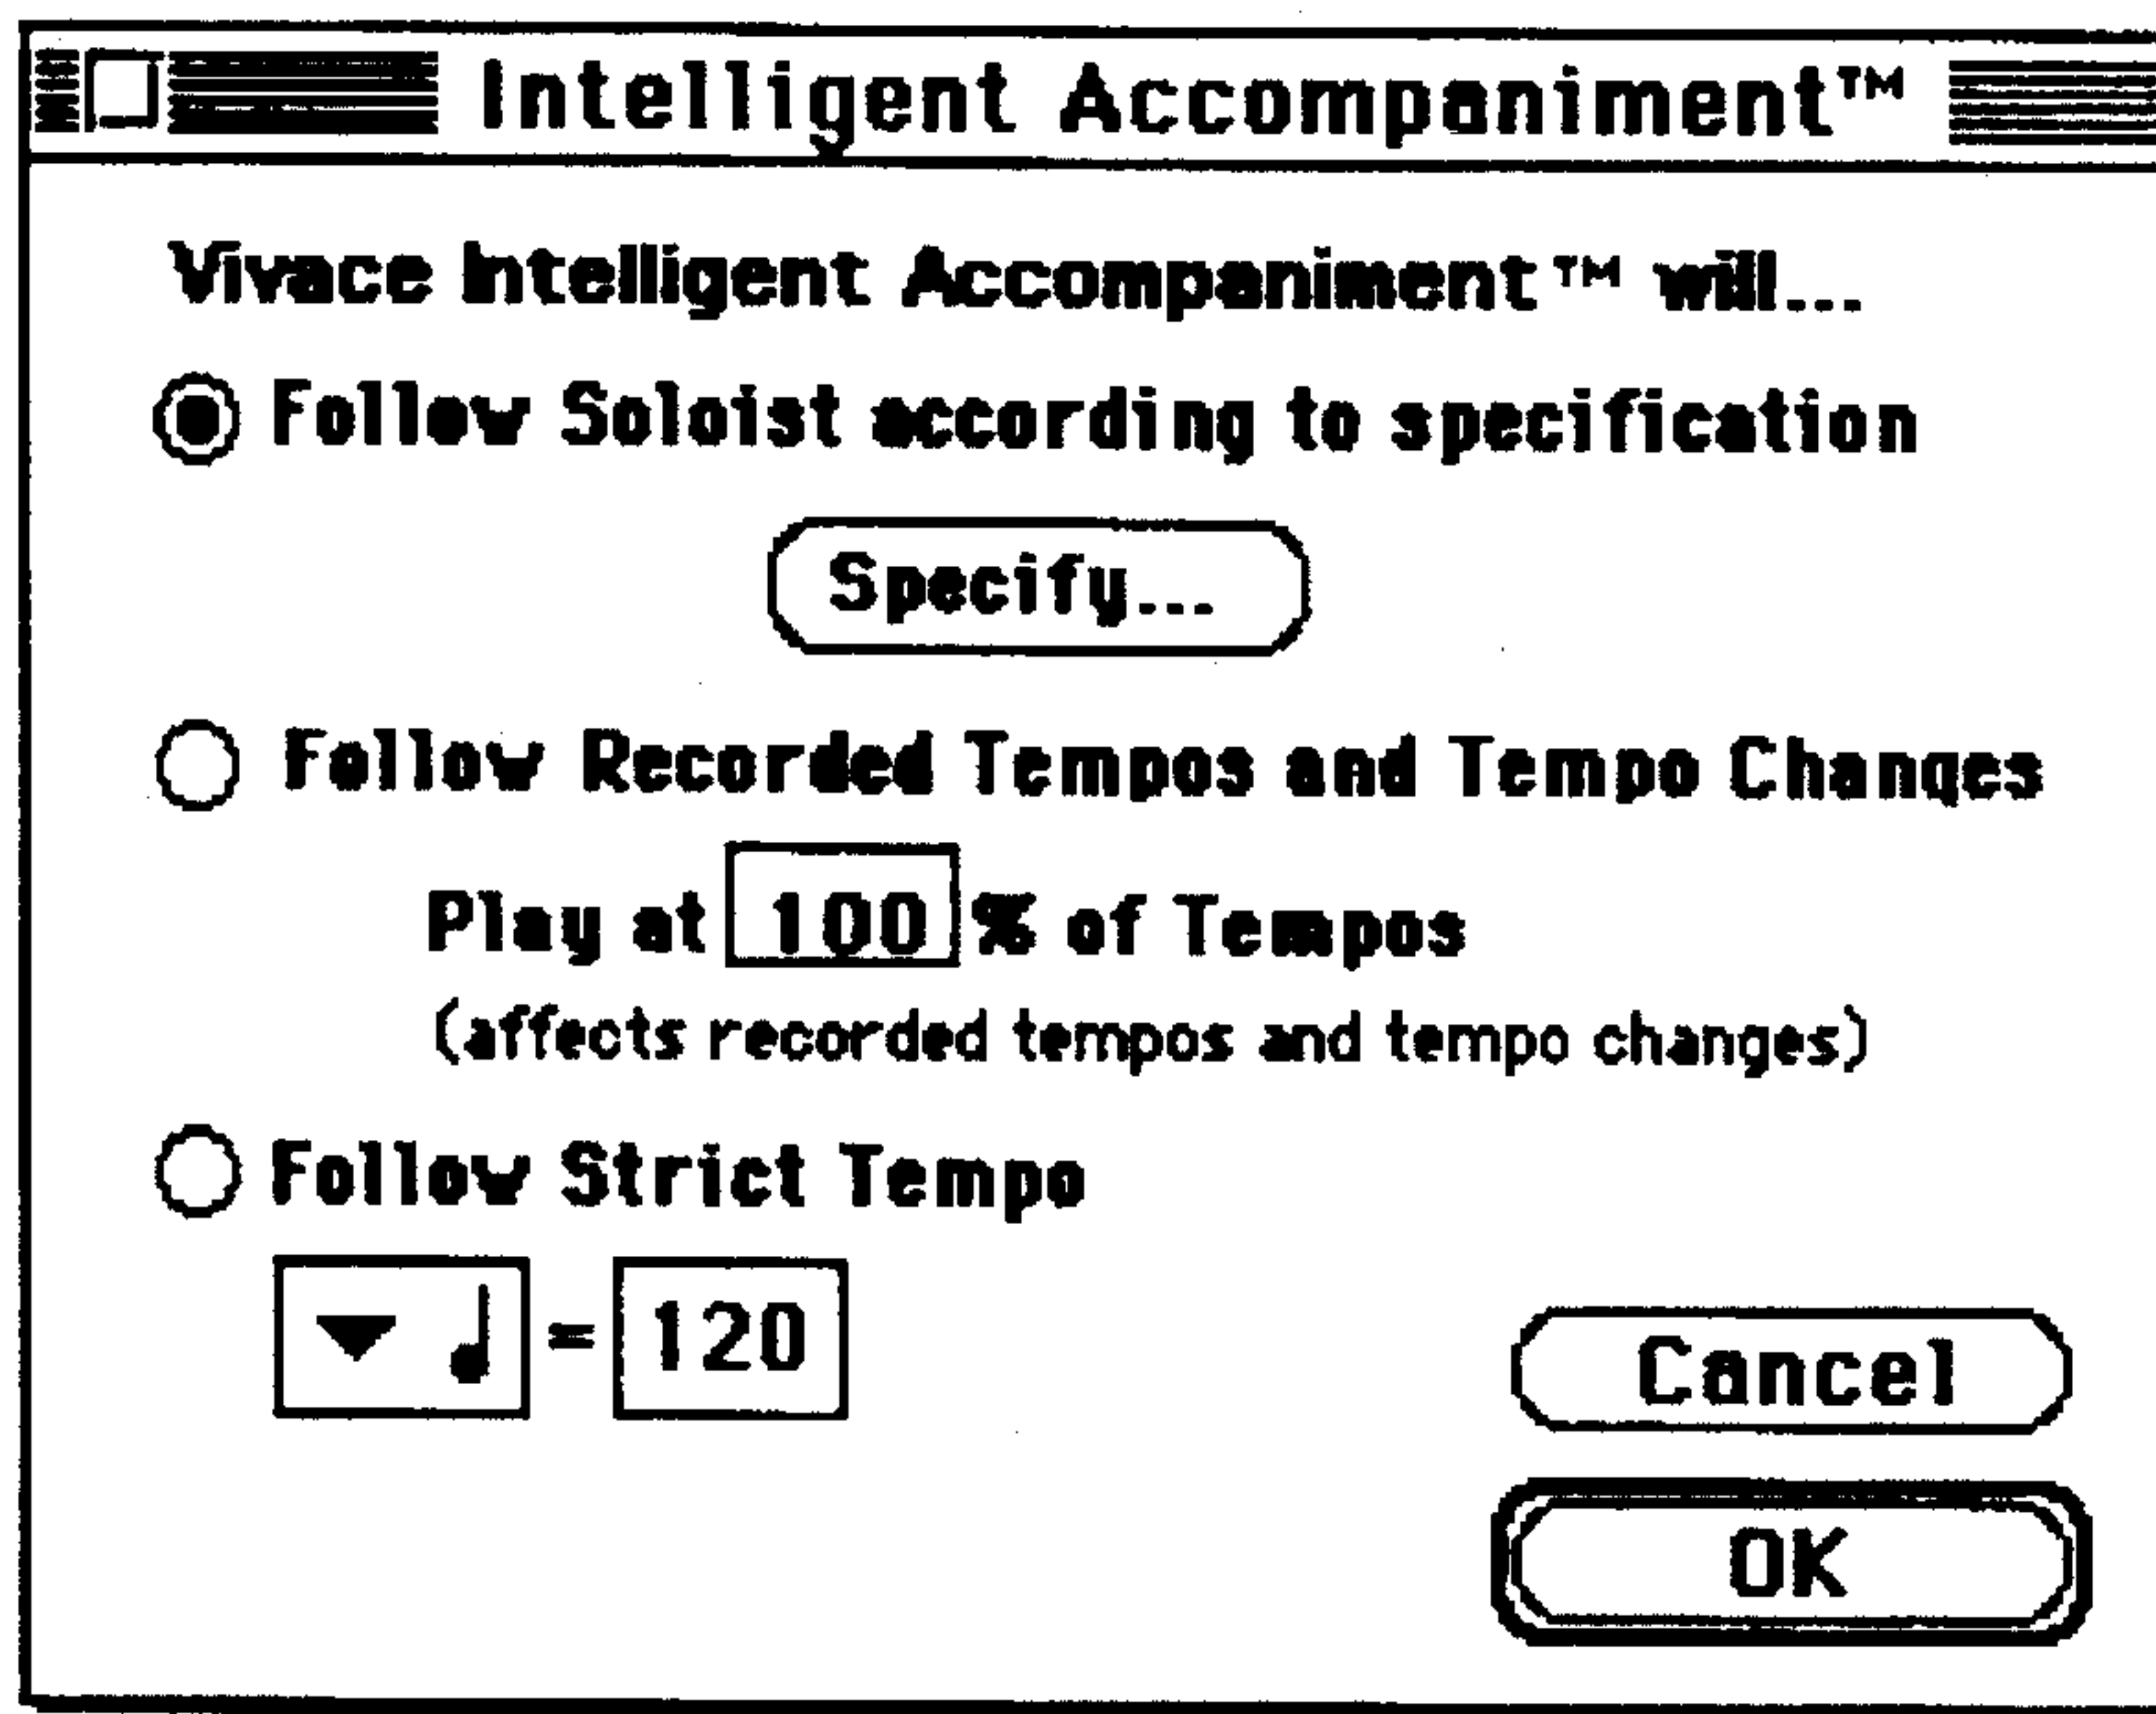 Intelligent Accompaniment™
Vivace Intelligent Accompaniment™ will...
Follow Soloist according to specification
Specify...
Follow Recorded Tempos and Tempo Changes
Play at 100 % of Tempos
(affects recorded tempos and tempo changes)
Follow Strict Tempo
♩ = 120
Cancel
OK